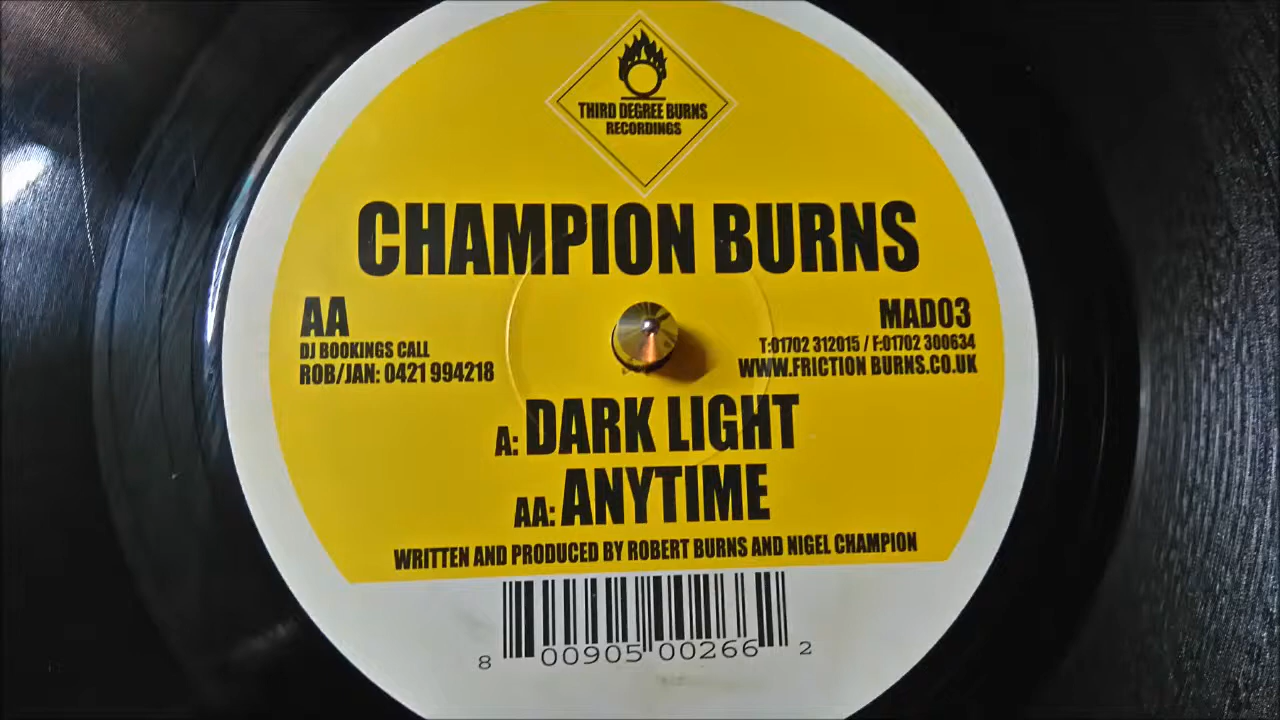 THIRD DEGREE BURNS
RECORDINGS
CHAMPION BURNS
AA
DJ BOOKINGS CALL
ROB/JAN: 0421 994218
MAD03
T:01702 312015 / F:01702 300634
WWW.FRICTION BURNS.CO.UK
A: DARK LIGHT
AA: ANYTIME
WRITTEN AND PRODUCED BY ROBERT BURNS AND NIGEL CHAMPION
8 00905 00266 2